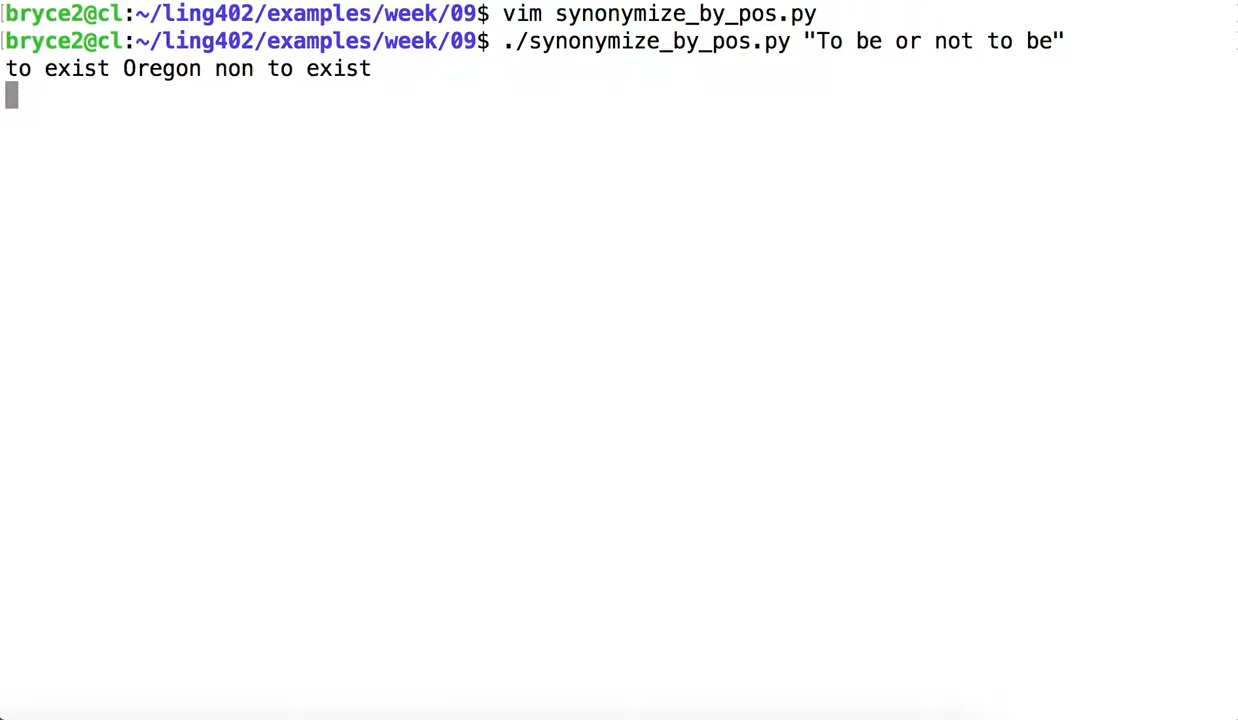 [bryce2@cl:~/ling402/examples/week/09$ vim synonymize_by_pos.py
[bryce2@cl:~/ling402/examples/week/09$ ./synonymize_by_pos.py "To be or not to be"
to exist Oregon non to exist